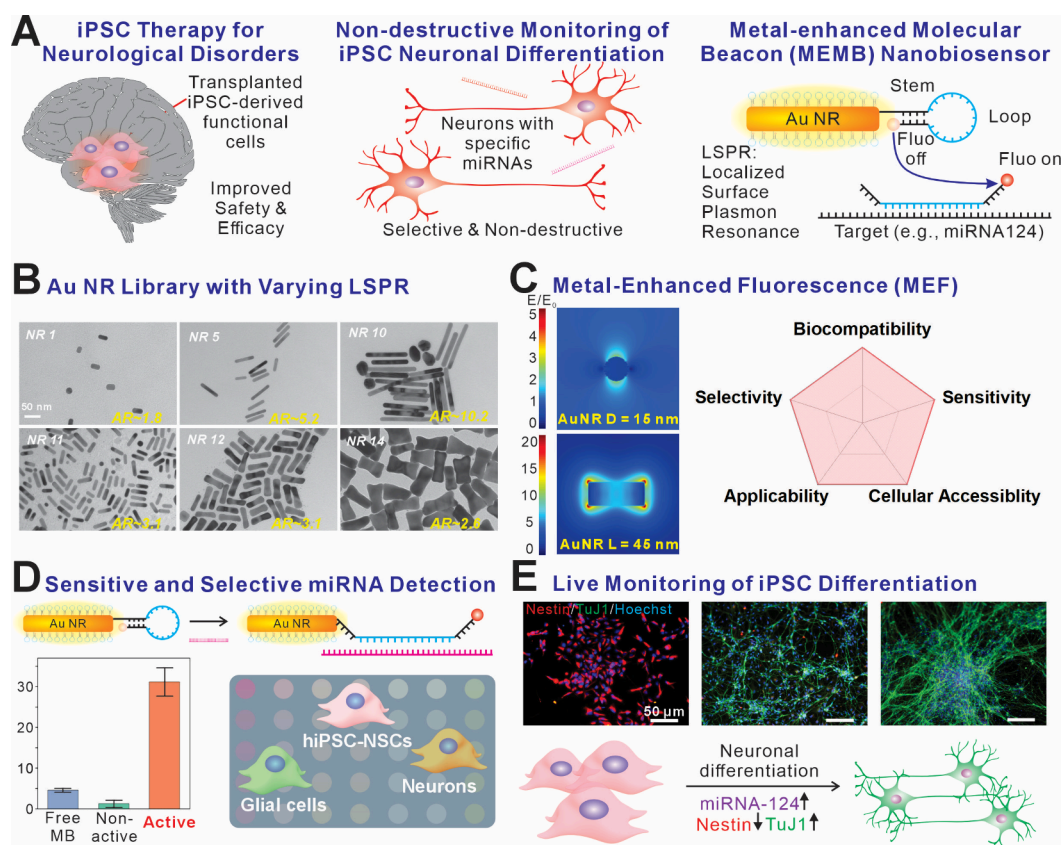 A
iPSC Therapy for
Neurological Disorders
Transplanted
iPSC-derived
functional
cells
Improved
Safety &
Efficacy
Non-destructive Monitoring of
iPSC Neuronal Differentiation
Neurons with
specific
miRNAs
Selective & Non-destructive
Metal-enhanced Molecular
Beacon (MEMB) Nanobiosensor
Au NR
Stem
Loop
Fluo
off
Fluo on
LSPR:
Localized
Surface
Plasmon
Resonance
Target (e.g., miRNA124)
B
Au NR Library with Varying LSPR
NR 1
50 nm
AR~1.8
NR 5
AR~5.2
NR 10
AR~10.2
NR 11
AR~3.1
NR 12
AR~3.1
NR 14
AR~2.6
C
Metal-Enhanced Fluorescence (MEF)
E/E0
5
4
3
2
1
0
AuNR D = 15 nm
20
15
10
5
0
AuNR L = 45 nm
Biocompatibility
Selectivity
Sensitivity
Applicability
Cellular Accessiblity
D
Sensitive and Selective miRNA Detection
Au NR
Au NR
30
20
10
0
Free
MB
Non-
active
Active
hiPSC-NSCs
Neurons
Glial cells
E
Live Monitoring of iPSC Differentiation
Nestin/TuJ1/Hoechst
50 µm
Neuronal
differentiation
miRNA-124
Nestin TuJ1